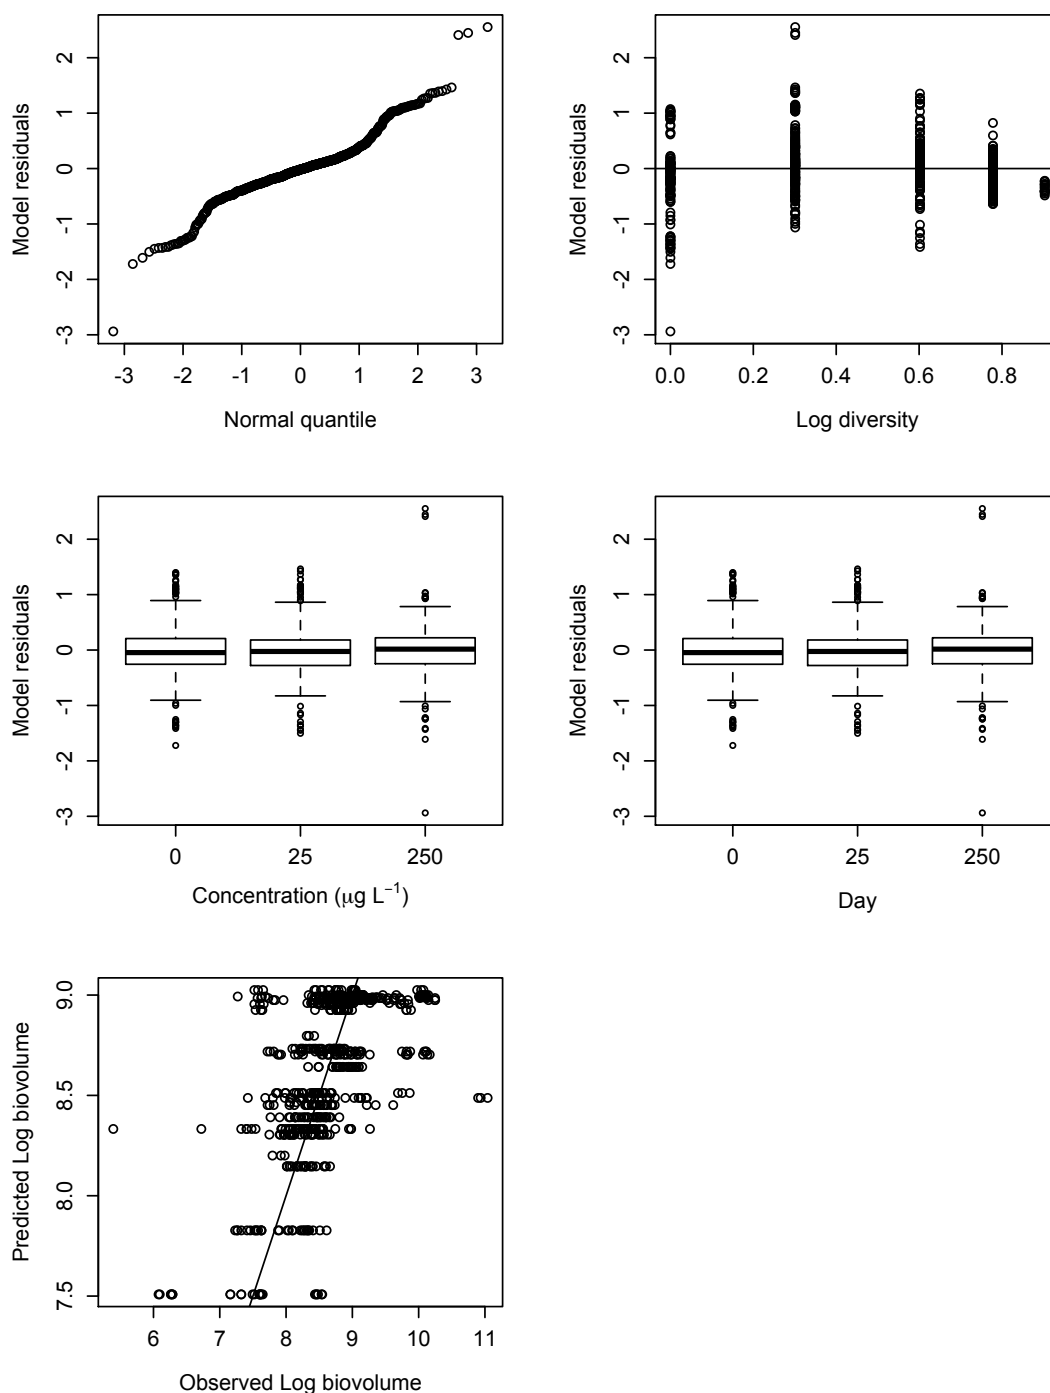 Model residuals
2
1
0
-1
-2
-3
-3 -2 -1 0 1 2 3
Normal quantile
Model residuals
2
1
0
-1
-2
-3
0.0 0.2 0.4 0.6 0.8
Log diversity
Model residuals
2
1
0
-1
-2
-3
0 25 250
Concentration (μg L⁻¹)
Model residuals
2
1
0
-1
-2
-3
0 25 250
Day
Predicted Log biovolume
9.0
8.5
8.0
7.5
6 7 8 9 10 11
Observed Log biovolume